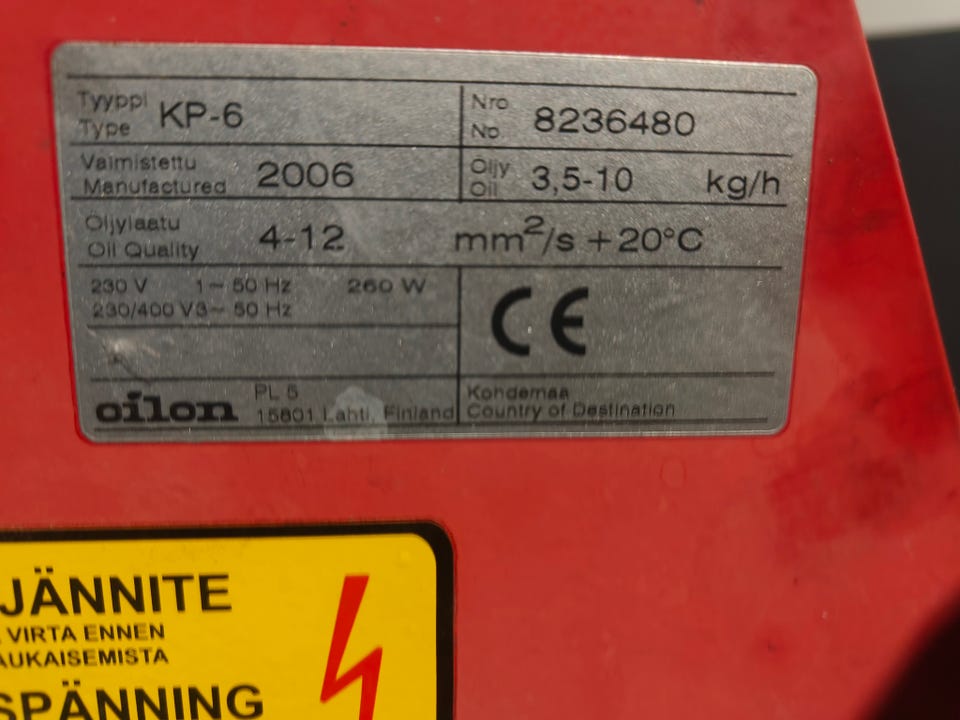 Tyyppi
Type KP-6
Nro
No 8236480
Valmistettu
Manufactured 2006
Öljy
Oil 3,5-10 kg/h
Öljylaatu
Oil Quality 4-12 mm²/s +20°C
230 V 1~ 50 Hz 260 W
230/400 V3~ 50 Hz
CE
oilon PL 5
15801 Lahti, Finland
Kohdemaa
Country of Destination
JÄNNITE
VIRTA ENNEN
AUKAISEMISTA
SPÄNNING